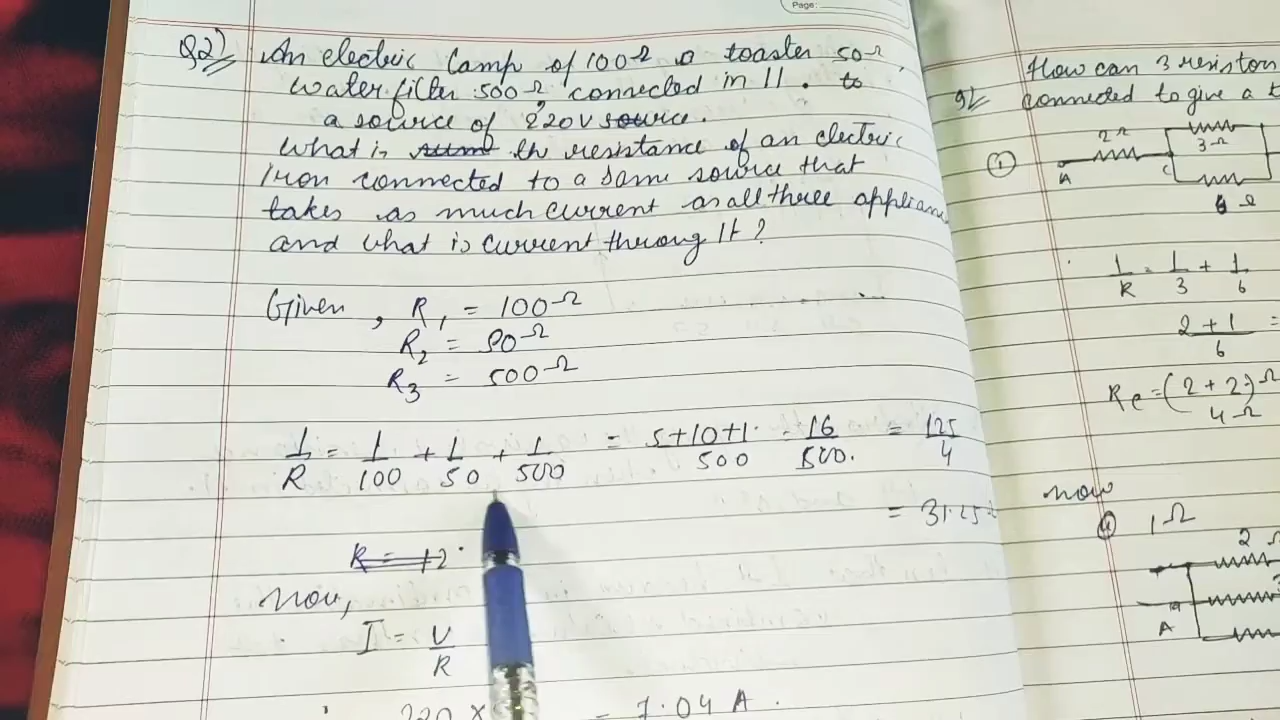 Page:
Q2) An electric Lamp of 100Ω a toaster 50Ω,
water filter 500Ω connected in 11. to
a source of 220V source.
What is the resistance of an electric
Iron connected to a same source that
takes as much current as all three applian
and what is current throung It?
Given, R1 = 100Ω
R2 = 50Ω
R3 = 500Ω
1/R = 1/100 + 1/50 + 1/500 = 5+10+1/500 = 16/500. = 125/4
= 31.25
R = 12
Now,
I = V/R
= 7.04 A.
How can 3 resistors
9) connected to give a t
① 2Ω 3Ω
A C 6Ω
1/R = 1/3 + 1/6
2+1/6 =
Re = (2+2)Ω
4Ω
now
1Ω
2Ω
A